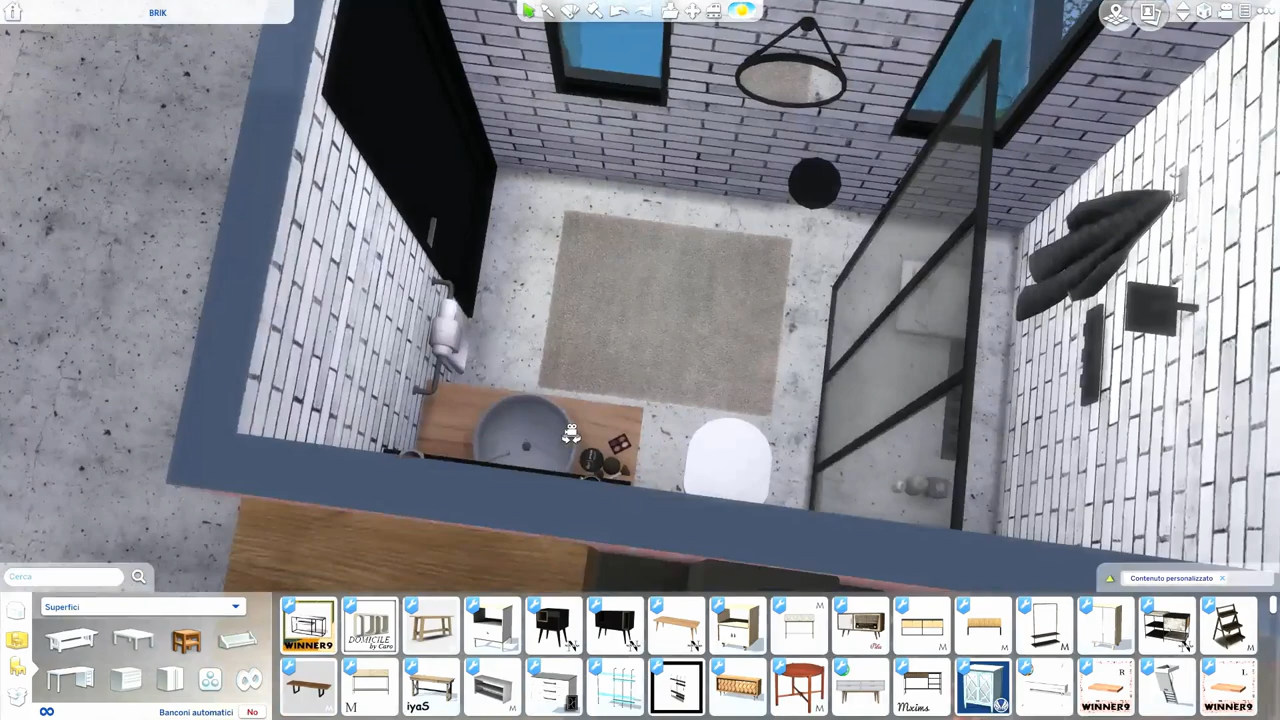 BRIK
Cerca
Contenuto personalizzato
Superfici
WINNER9
DOMICILE
by Caro
M
M
M
M
M
M
M
M
iyaS
M
Mxims
R
WINNER9
L
WINNER9
Banconi automatici
No